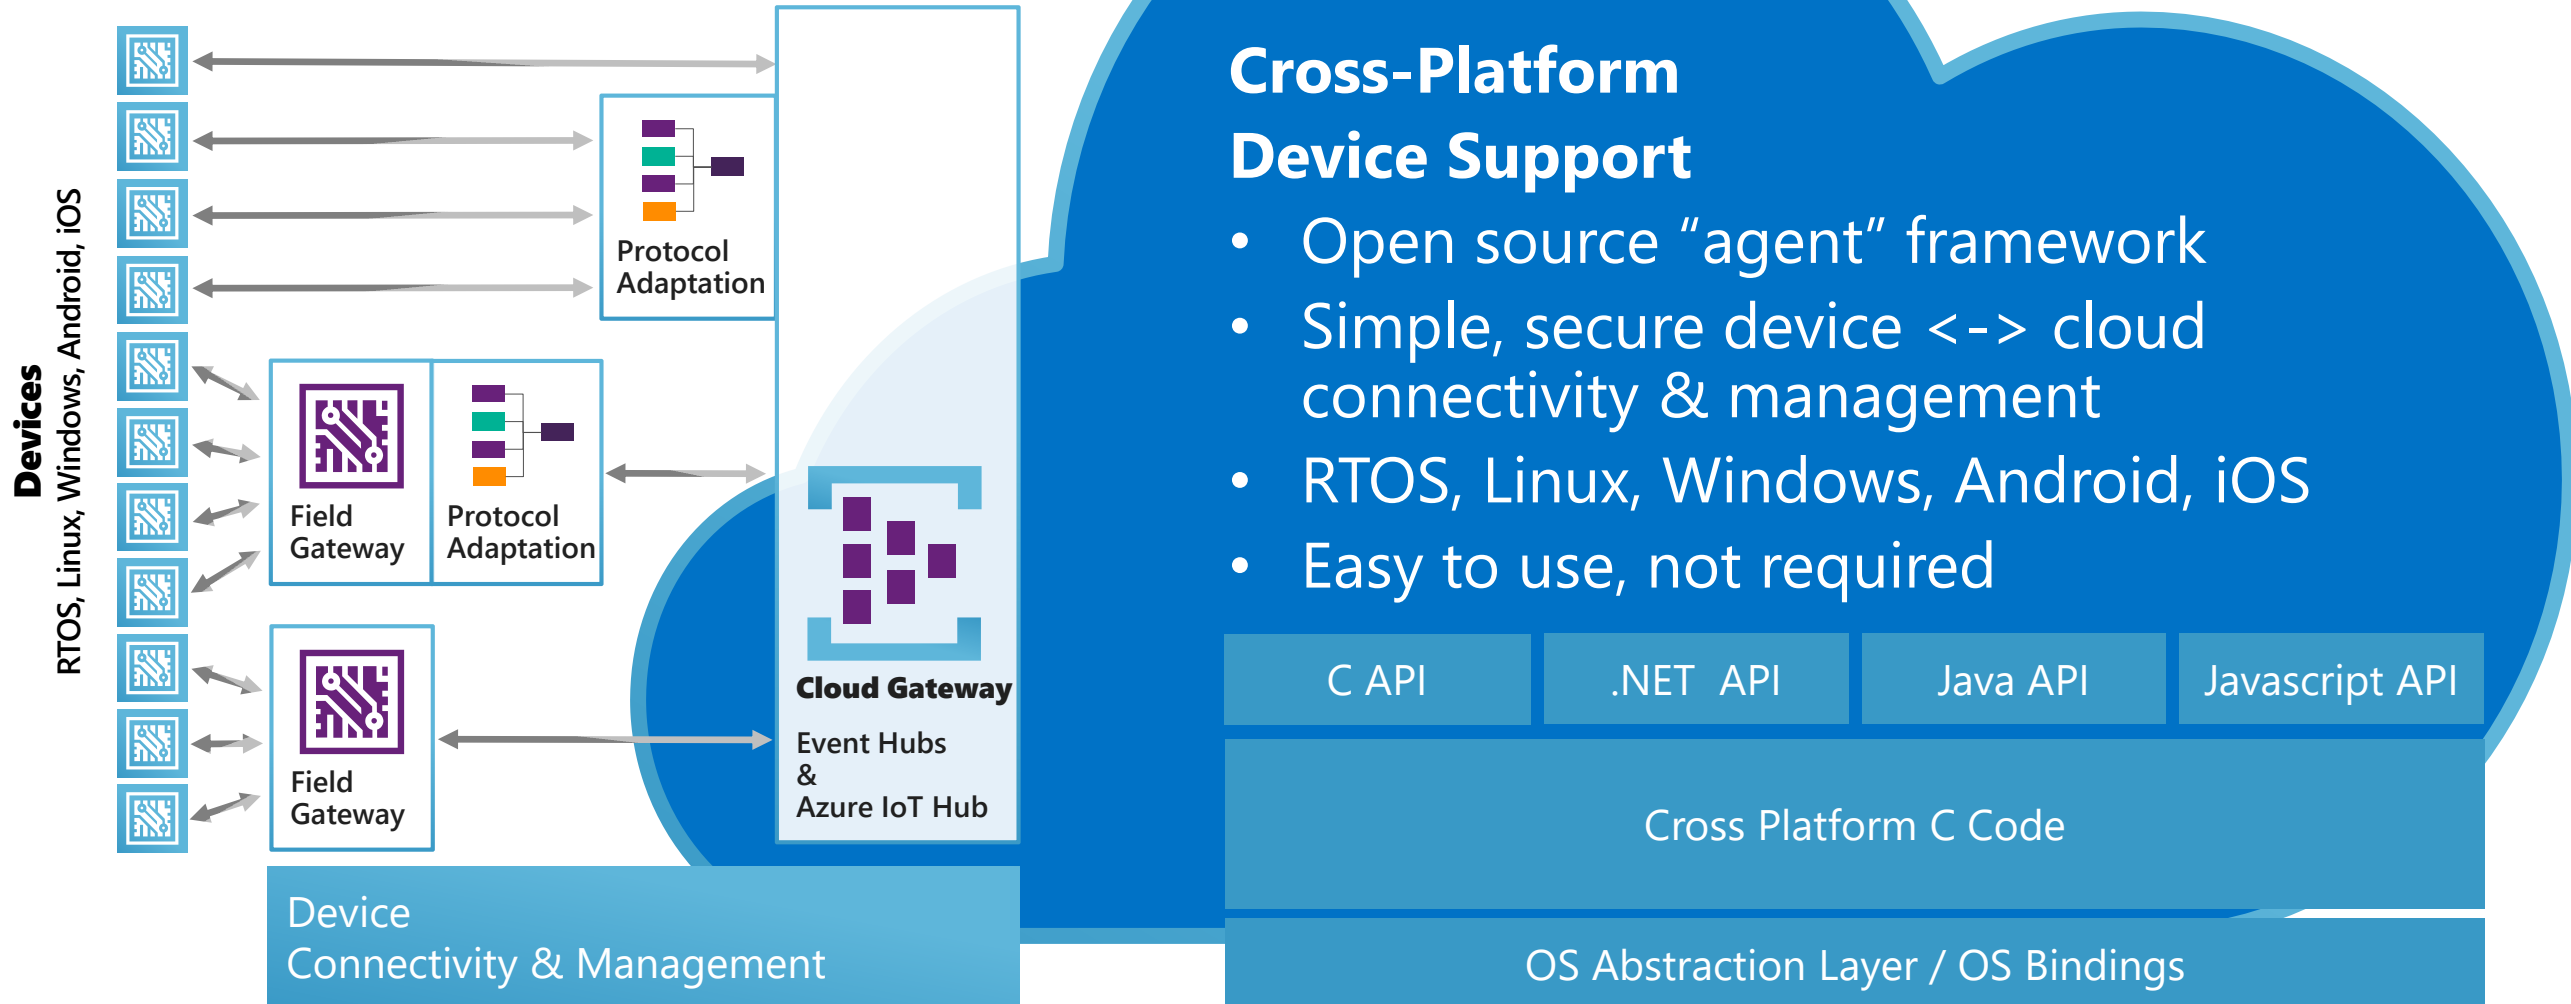 Devices
RTOS, Linux, Windows, Android, iOS
Protocol
Adaptation
Field
Gateway
Protocol
Adaptation
Field
Gateway
Cloud Gateway
Event Hubs
&
Azure IoT Hub
Device
Connectivity & Management
Cross-Platform
Device Support
• Open source “agent” framework
• Simple, secure device <-> cloud
connectivity & management
• RTOS, Linux, Windows, Android, iOS
• Easy to use, not required
C API
.NET API
Java API
Javascript API
Cross Platform C Code
OS Abstraction Layer / OS Bindings